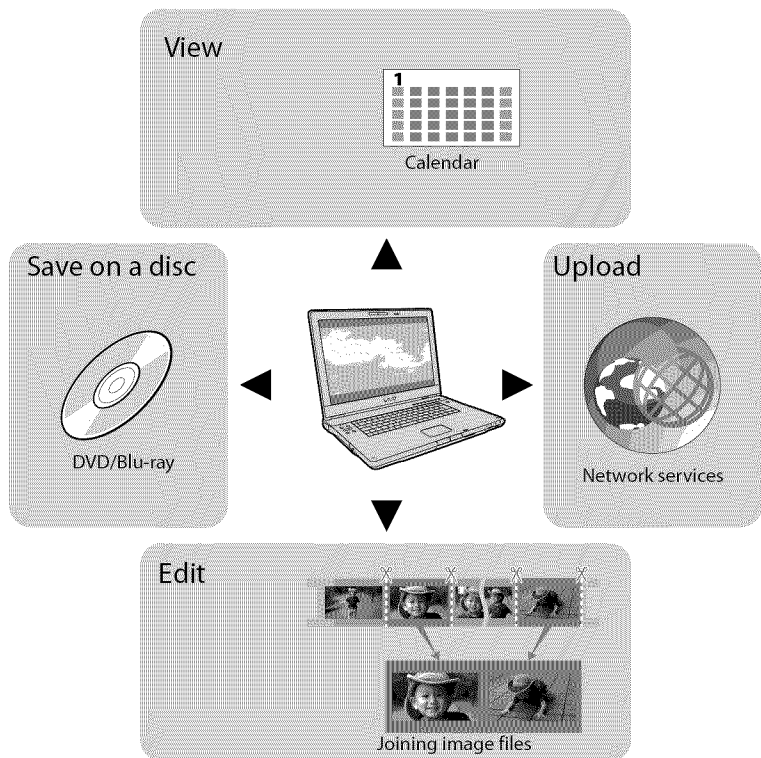 View
1
Calendar
Save on a disc
Upload
DVD/Blu-ray
Network services
Edit
Joining image files